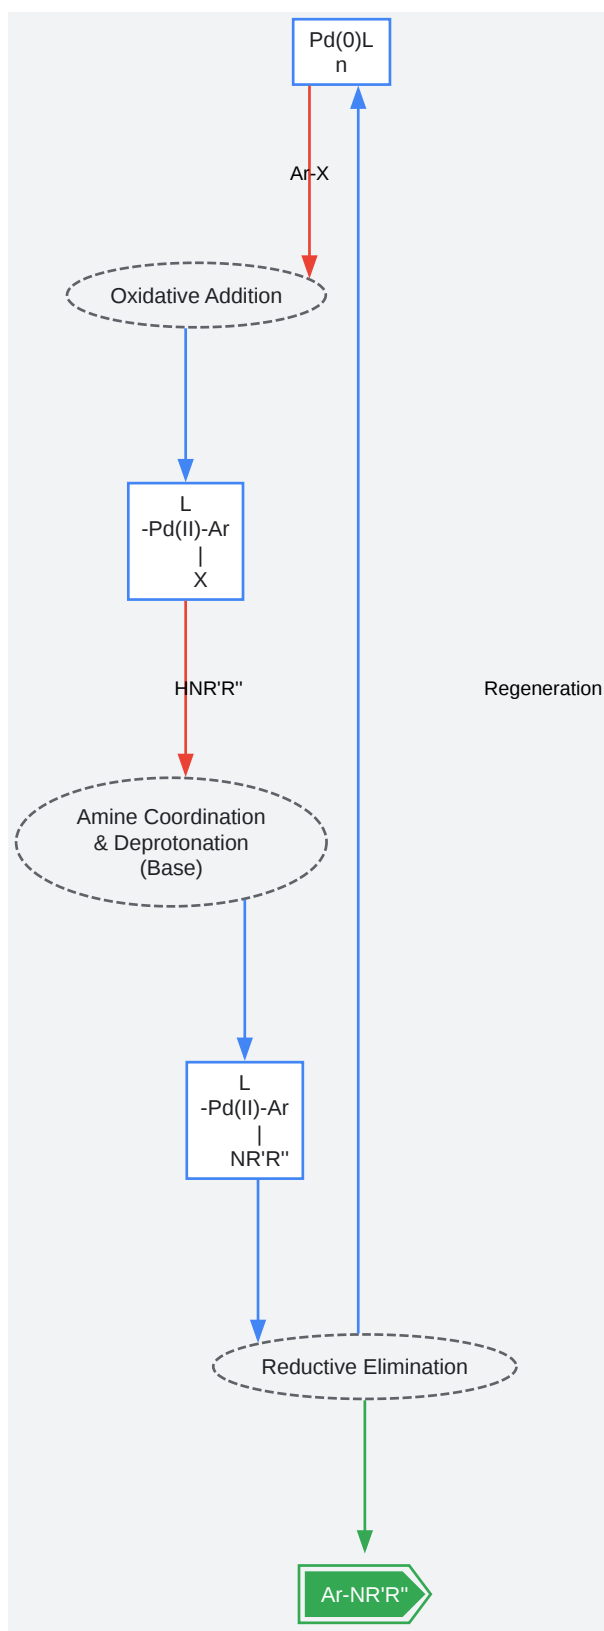 Pd(0)L
n
Ar-X
Oxidative Addition
L
-Pd(II)-Ar
|
X
HNR'R''
Regeneration
Amine Coordination
& Deprotonation
(Base)
L
-Pd(II)-Ar
|
NR'R''
Reductive Elimination
Ar-NR'R''